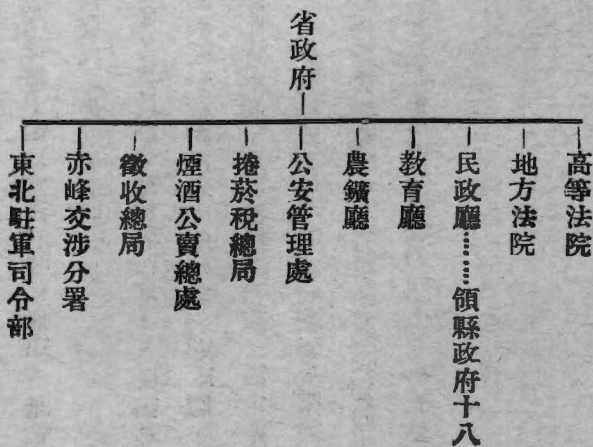 省政府
高等法院
地方法院
民政廳………領縣政府十八
教育廳
農鑛廳
公安管理處
捲菸税總局
煙酒公賣總處
徵收總局
赤峰交涉分署
東北駐軍司令部